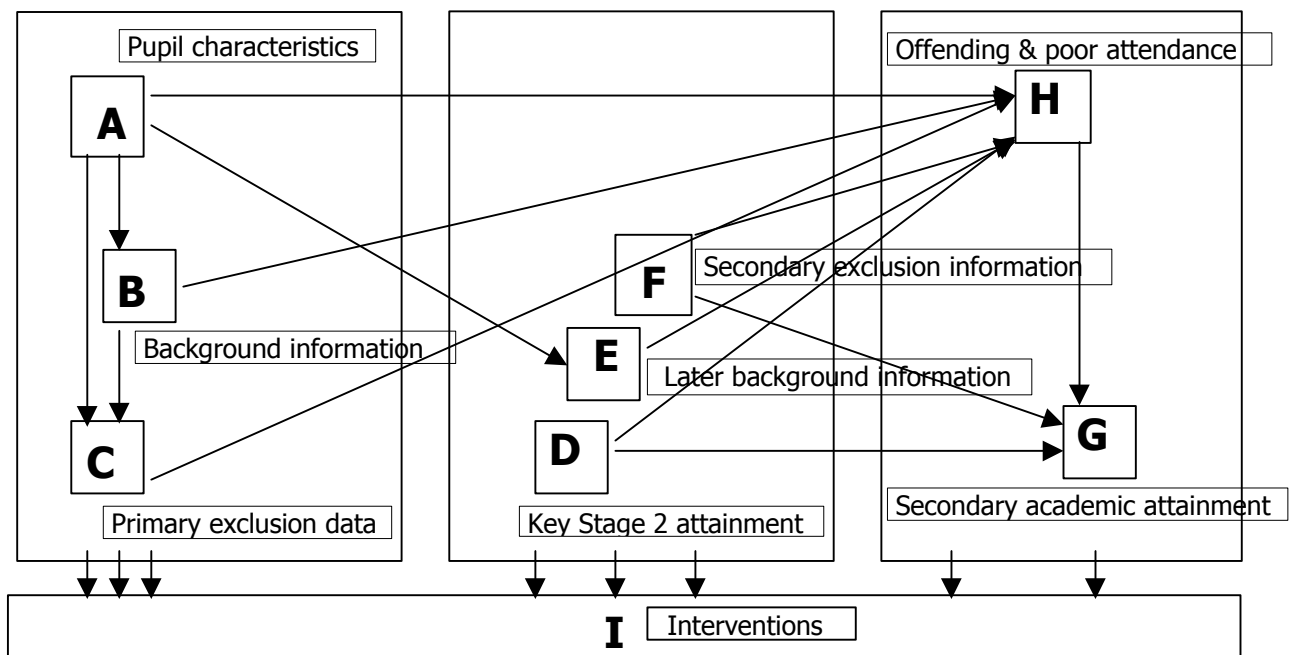 Pupil characteristics
A
B
Background information
C
Primary exclusion data
F
Secondary exclusion information
E
Later background information
D
Key Stage 2 attainment
Offending & poor attendance
H
G
Secondary academic attainment
I
Interventions